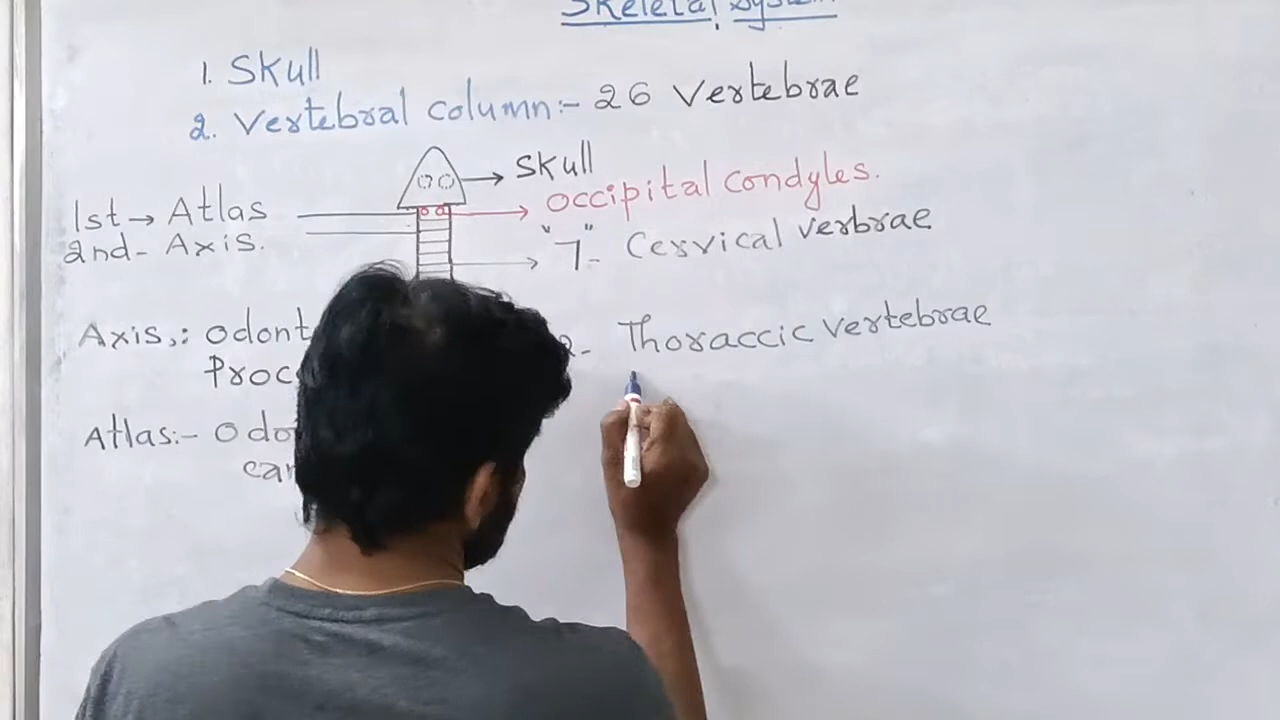 Skeletal System
1. Skull
2. Vertebral column:- 26 Vertebrae
Skull
occipital condyles.
1st → Atlas
2nd - Axis.
"7"- Cervical verbrae
Axis,: Odont
Proc
- Thoraccic vertebrae
Atlas:- Odo
can